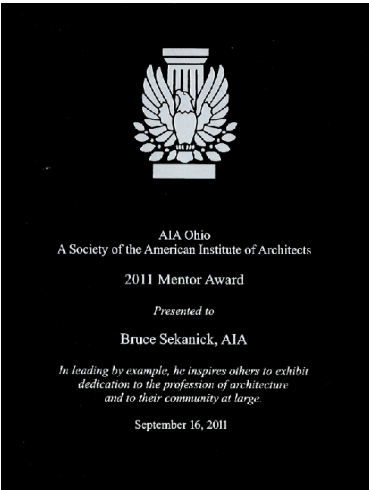 AIA Ohio
A Society of the American Institute of Architects
2011 Mentor Award
Presented to
Bruce Sekanick, AIA
In leading by example, he inspires others to exhibit
dedication to the profession of architecture
and to their community at large.
September 16, 2011